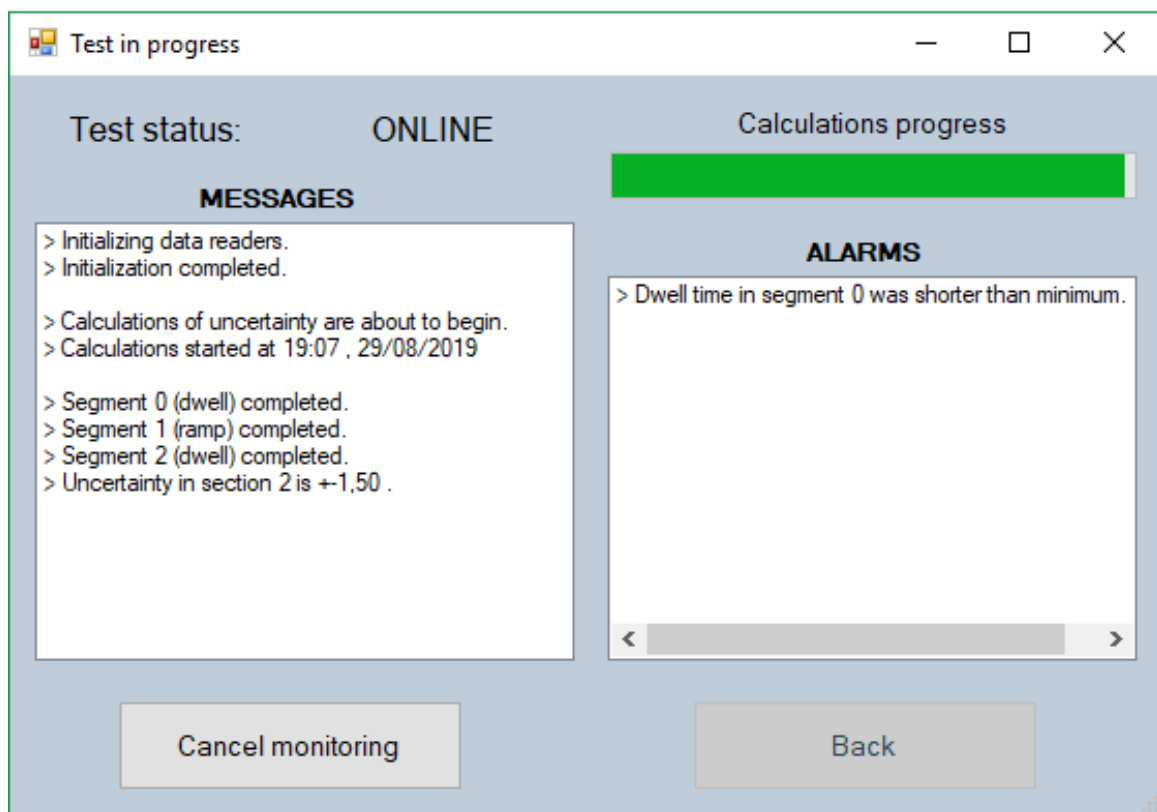 Test in progress
Test status: ONLINE
Calculations progress
MESSAGES
> Initializing data readers.
> Initialization completed.
> Calculations of uncertainty are about to begin.
> Calculations started at 19:07 , 29/08/2019
> Segment 0 (dwell) completed.
> Segment 1 (ramp) completed.
> Segment 2 (dwell) completed.
> Uncertainty in section 2 is +-1,50 .
ALARMS
> Dwell time in segment 0 was shorter than minimum.
Cancel monitoring
Back